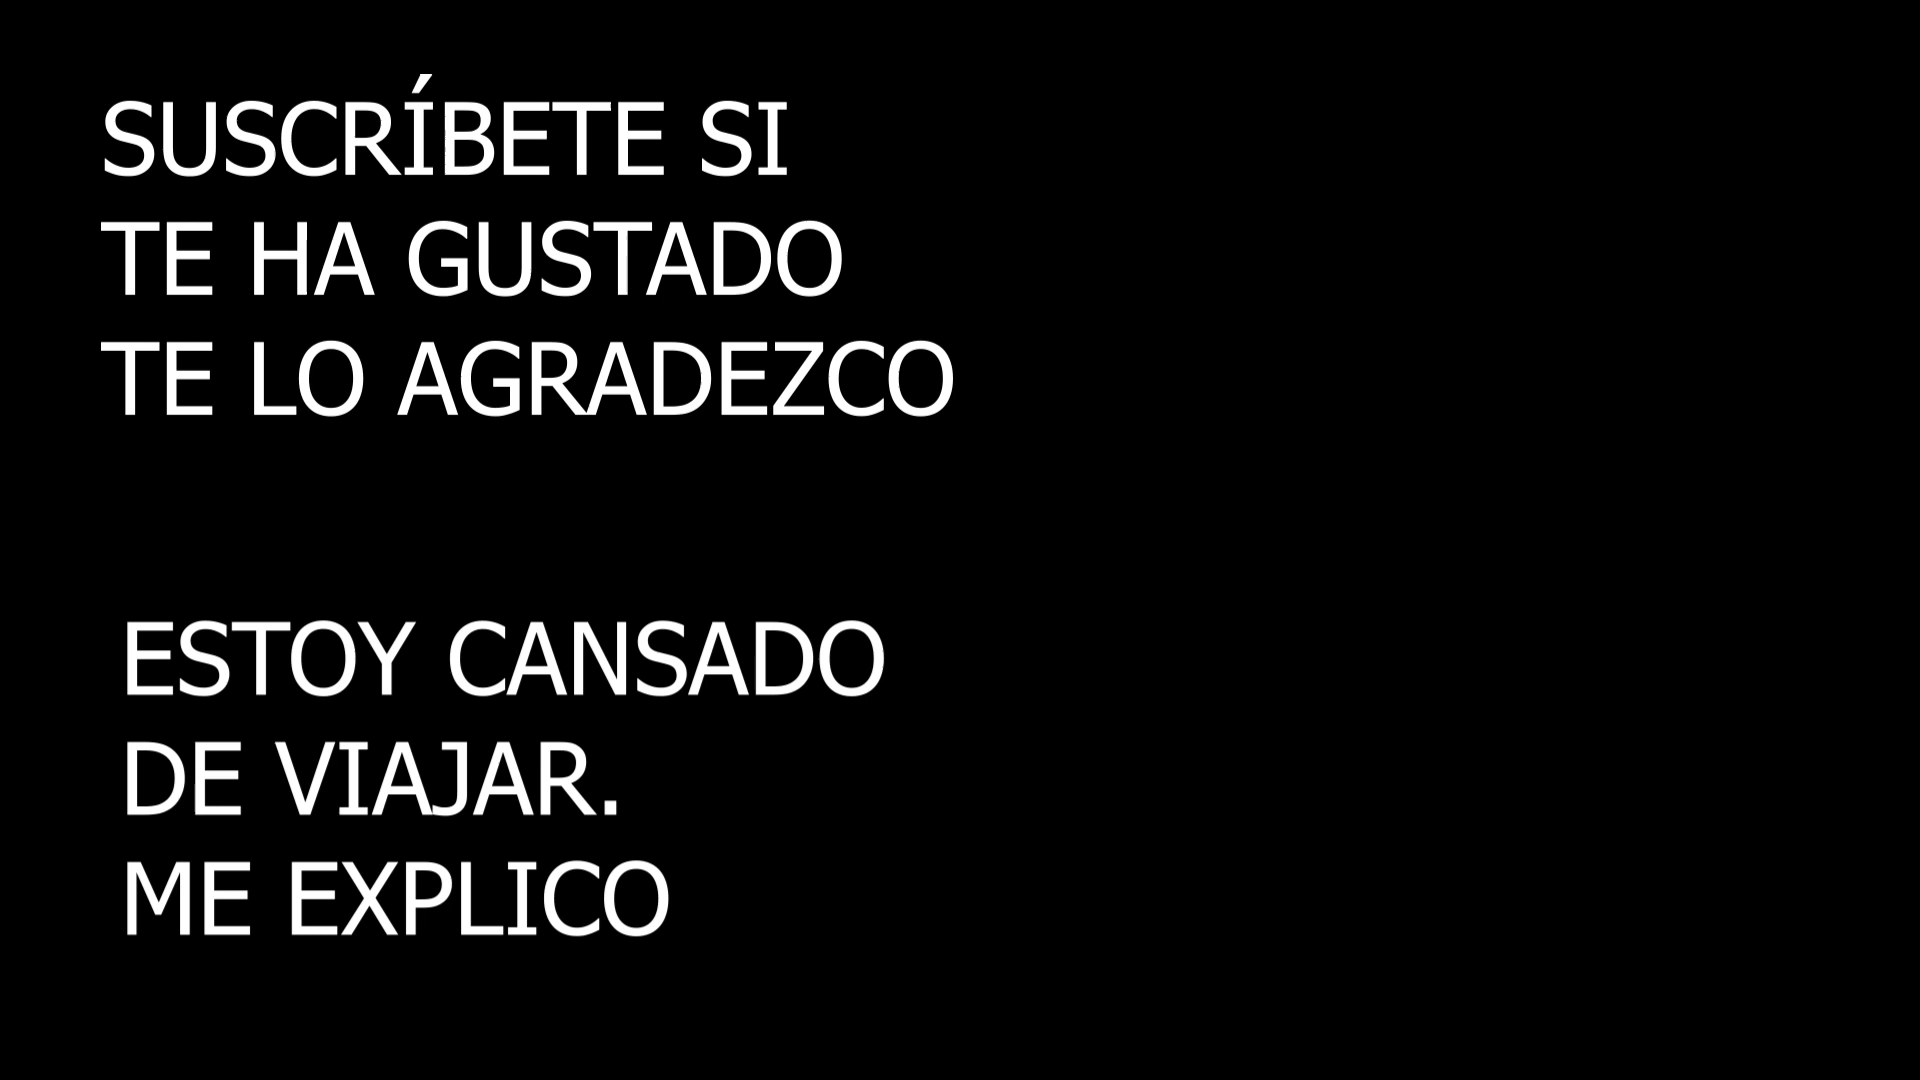 SUSCRÍBETE SI
TE HA GUSTADO
TE LO AGRADEZCO
ESTOY CANSADO
DE VIAJAR.
ME EXPLICO